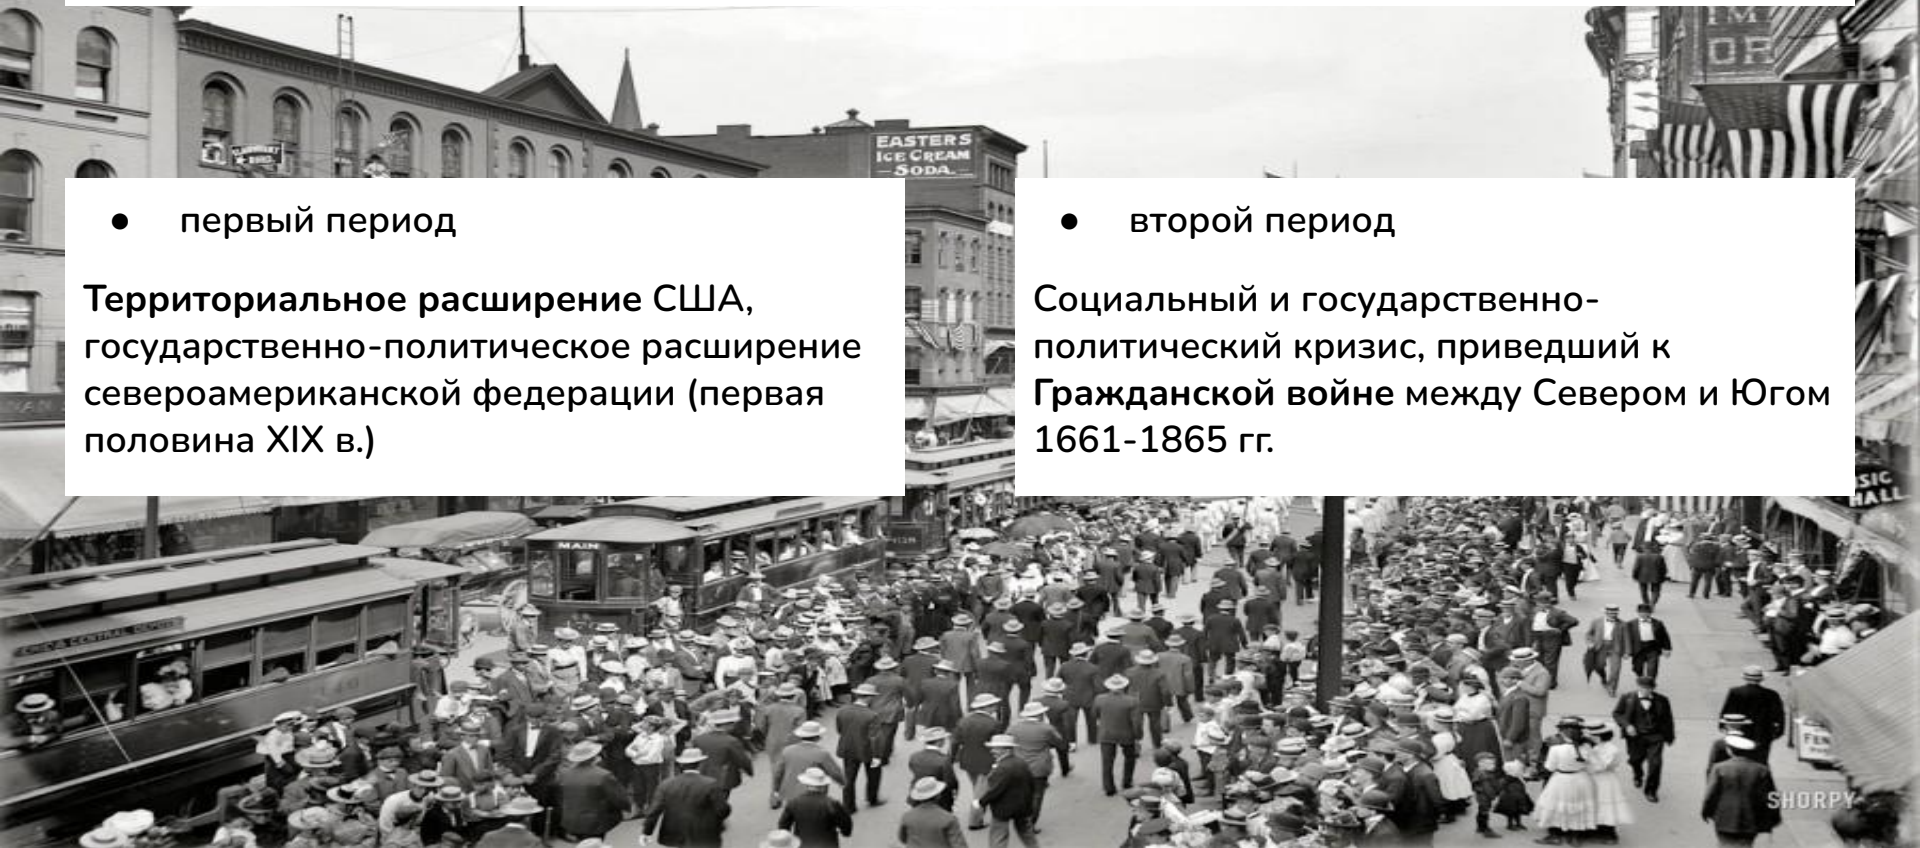 EASTERS
ICE CREAM
SODA.
● первый период
Территориальное расширение США,
государственно-политическое расширение
североамериканской федерации (первая
половина XIX в.)
● второй период
Социальный и государственно-
политический кризис, приведший к
Гражданской войне между Севером и Югом
1661-1865 гг.
MAIN
SHORPY